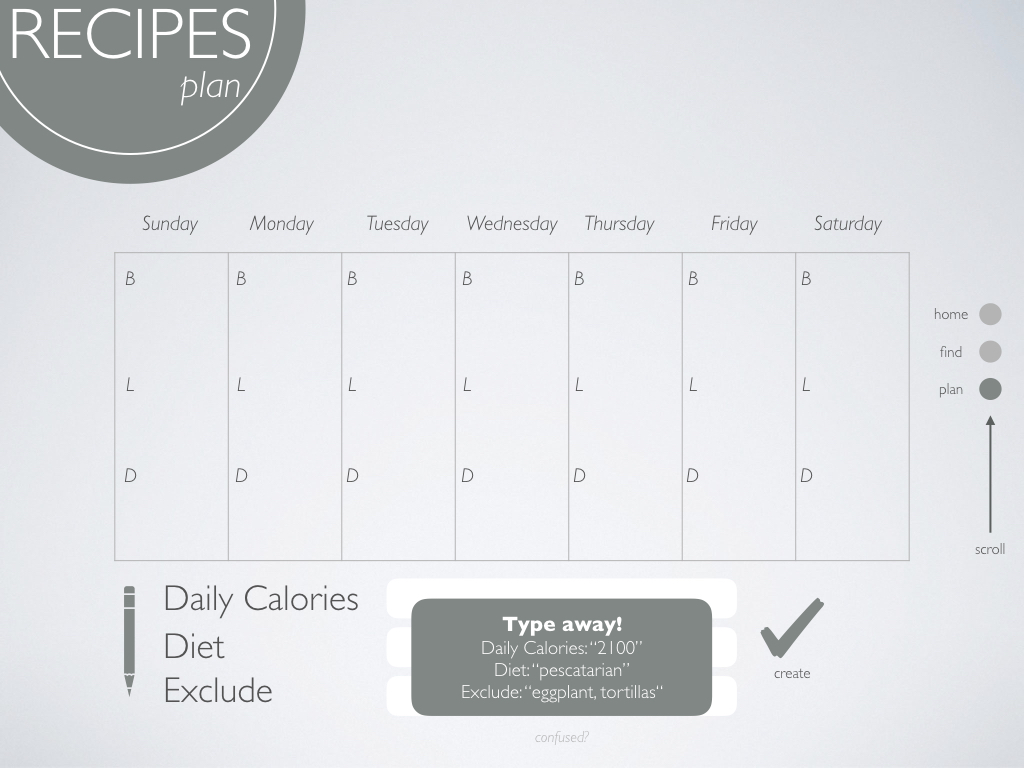 RECIPES
plan
Sunday Monday Tuesday Wednesday Thursday Friday Saturday
B B B B B B B
home
find
L L L L L L L
plan
D D D D D D D
scroll
Daily Calories
Diet
Exclude
Type away!
Daily Calories: “2100”
Diet: “pescatarian”
Exclude: “eggplant, tortillas“
create
confused?